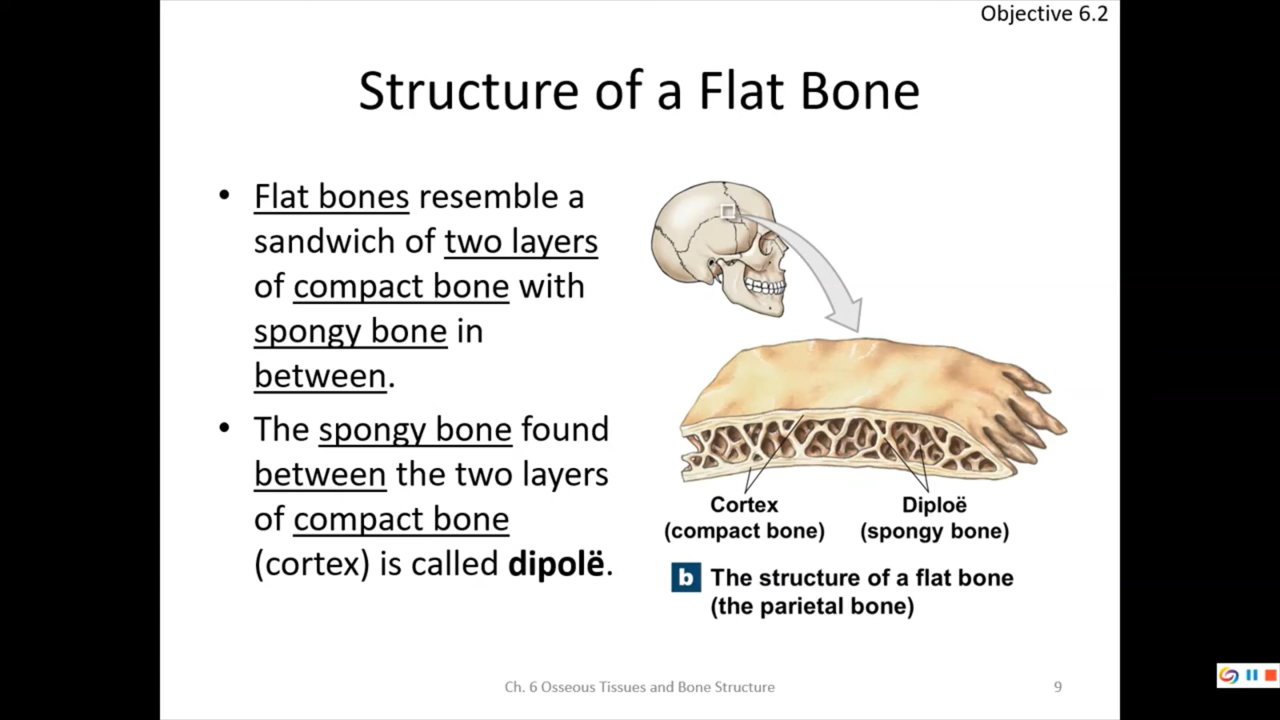 Objective 6.2
Structure of a Flat Bone
• Flat bones resemble a
sandwich of two layers
of compact bone with
spongy bone in
between.
• The spongy bone found
between the two layers
of compact bone
(cortex) is called dipolë.
Cortex
(compact bone)
Diploë
(spongy bone)
b The structure of a flat bone
(the parietal bone)
Ch. 6 Osseous Tissues and Bone Structure
9